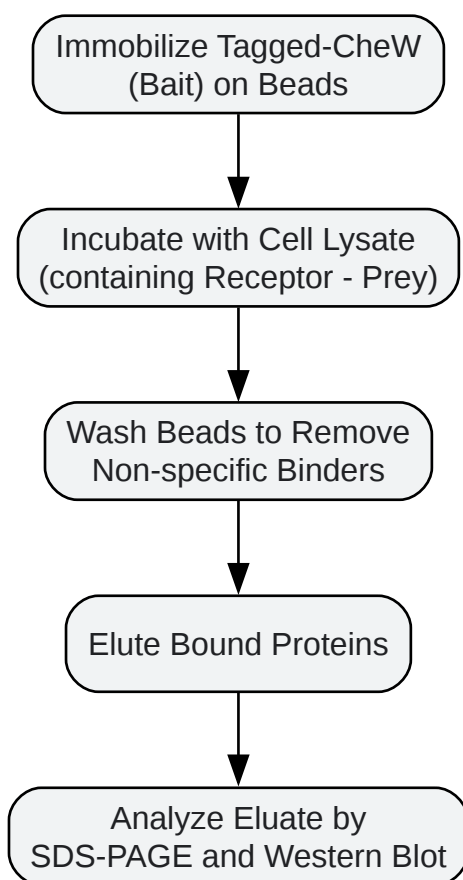 Immobilize Tagged-CheW
(Bait) on Beads
Incubate with Cell Lysate
(containing Receptor - Prey)
Wash Beads to Remove
Non-specific Binders
Elute Bound Proteins
Analyze Eluate by
SDS-PAGE and Western Blot